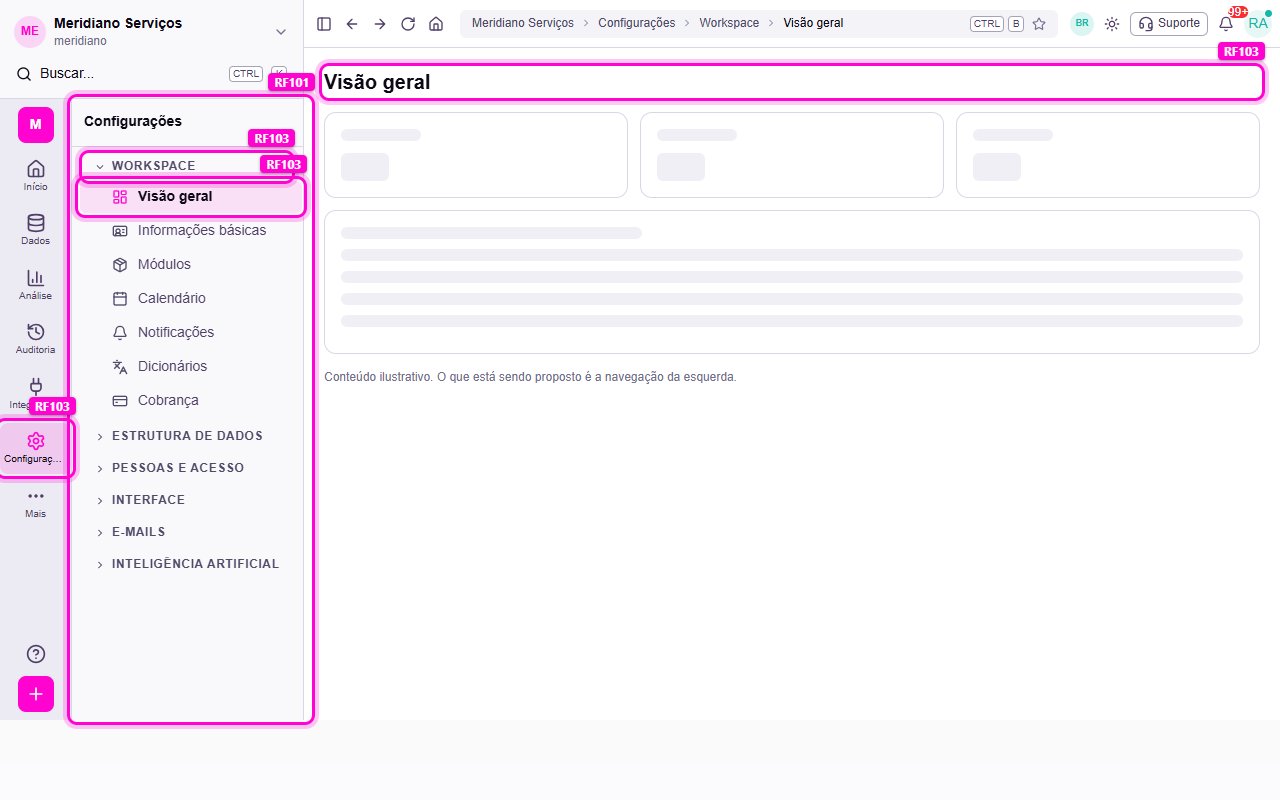 ME
Meridiano Serviços
meridiano
Buscar...
CTRL
Meridiano Serviços
Configurações
Workspace
Visão geral
CTRL
B
BR
Suporte
99+
RA
RF103
RF101
Visão geral
M
Início
Dados
Análise
Auditoria
RF103
Configuraç...
Mais
Configurações
RF103
WORKSPACE
RF103
Visão geral
Informações básicas
Módulos
Calendário
Notificações
Dicionários
Cobrança
ESTRUTURA DE DADOS
PESSOAS E ACESSO
INTERFACE
E-MAILS
INTELIGÊNCIA ARTIFICIAL
Conteúdo ilustrativo. O que está sendo proposto é a navegação da esquerda.